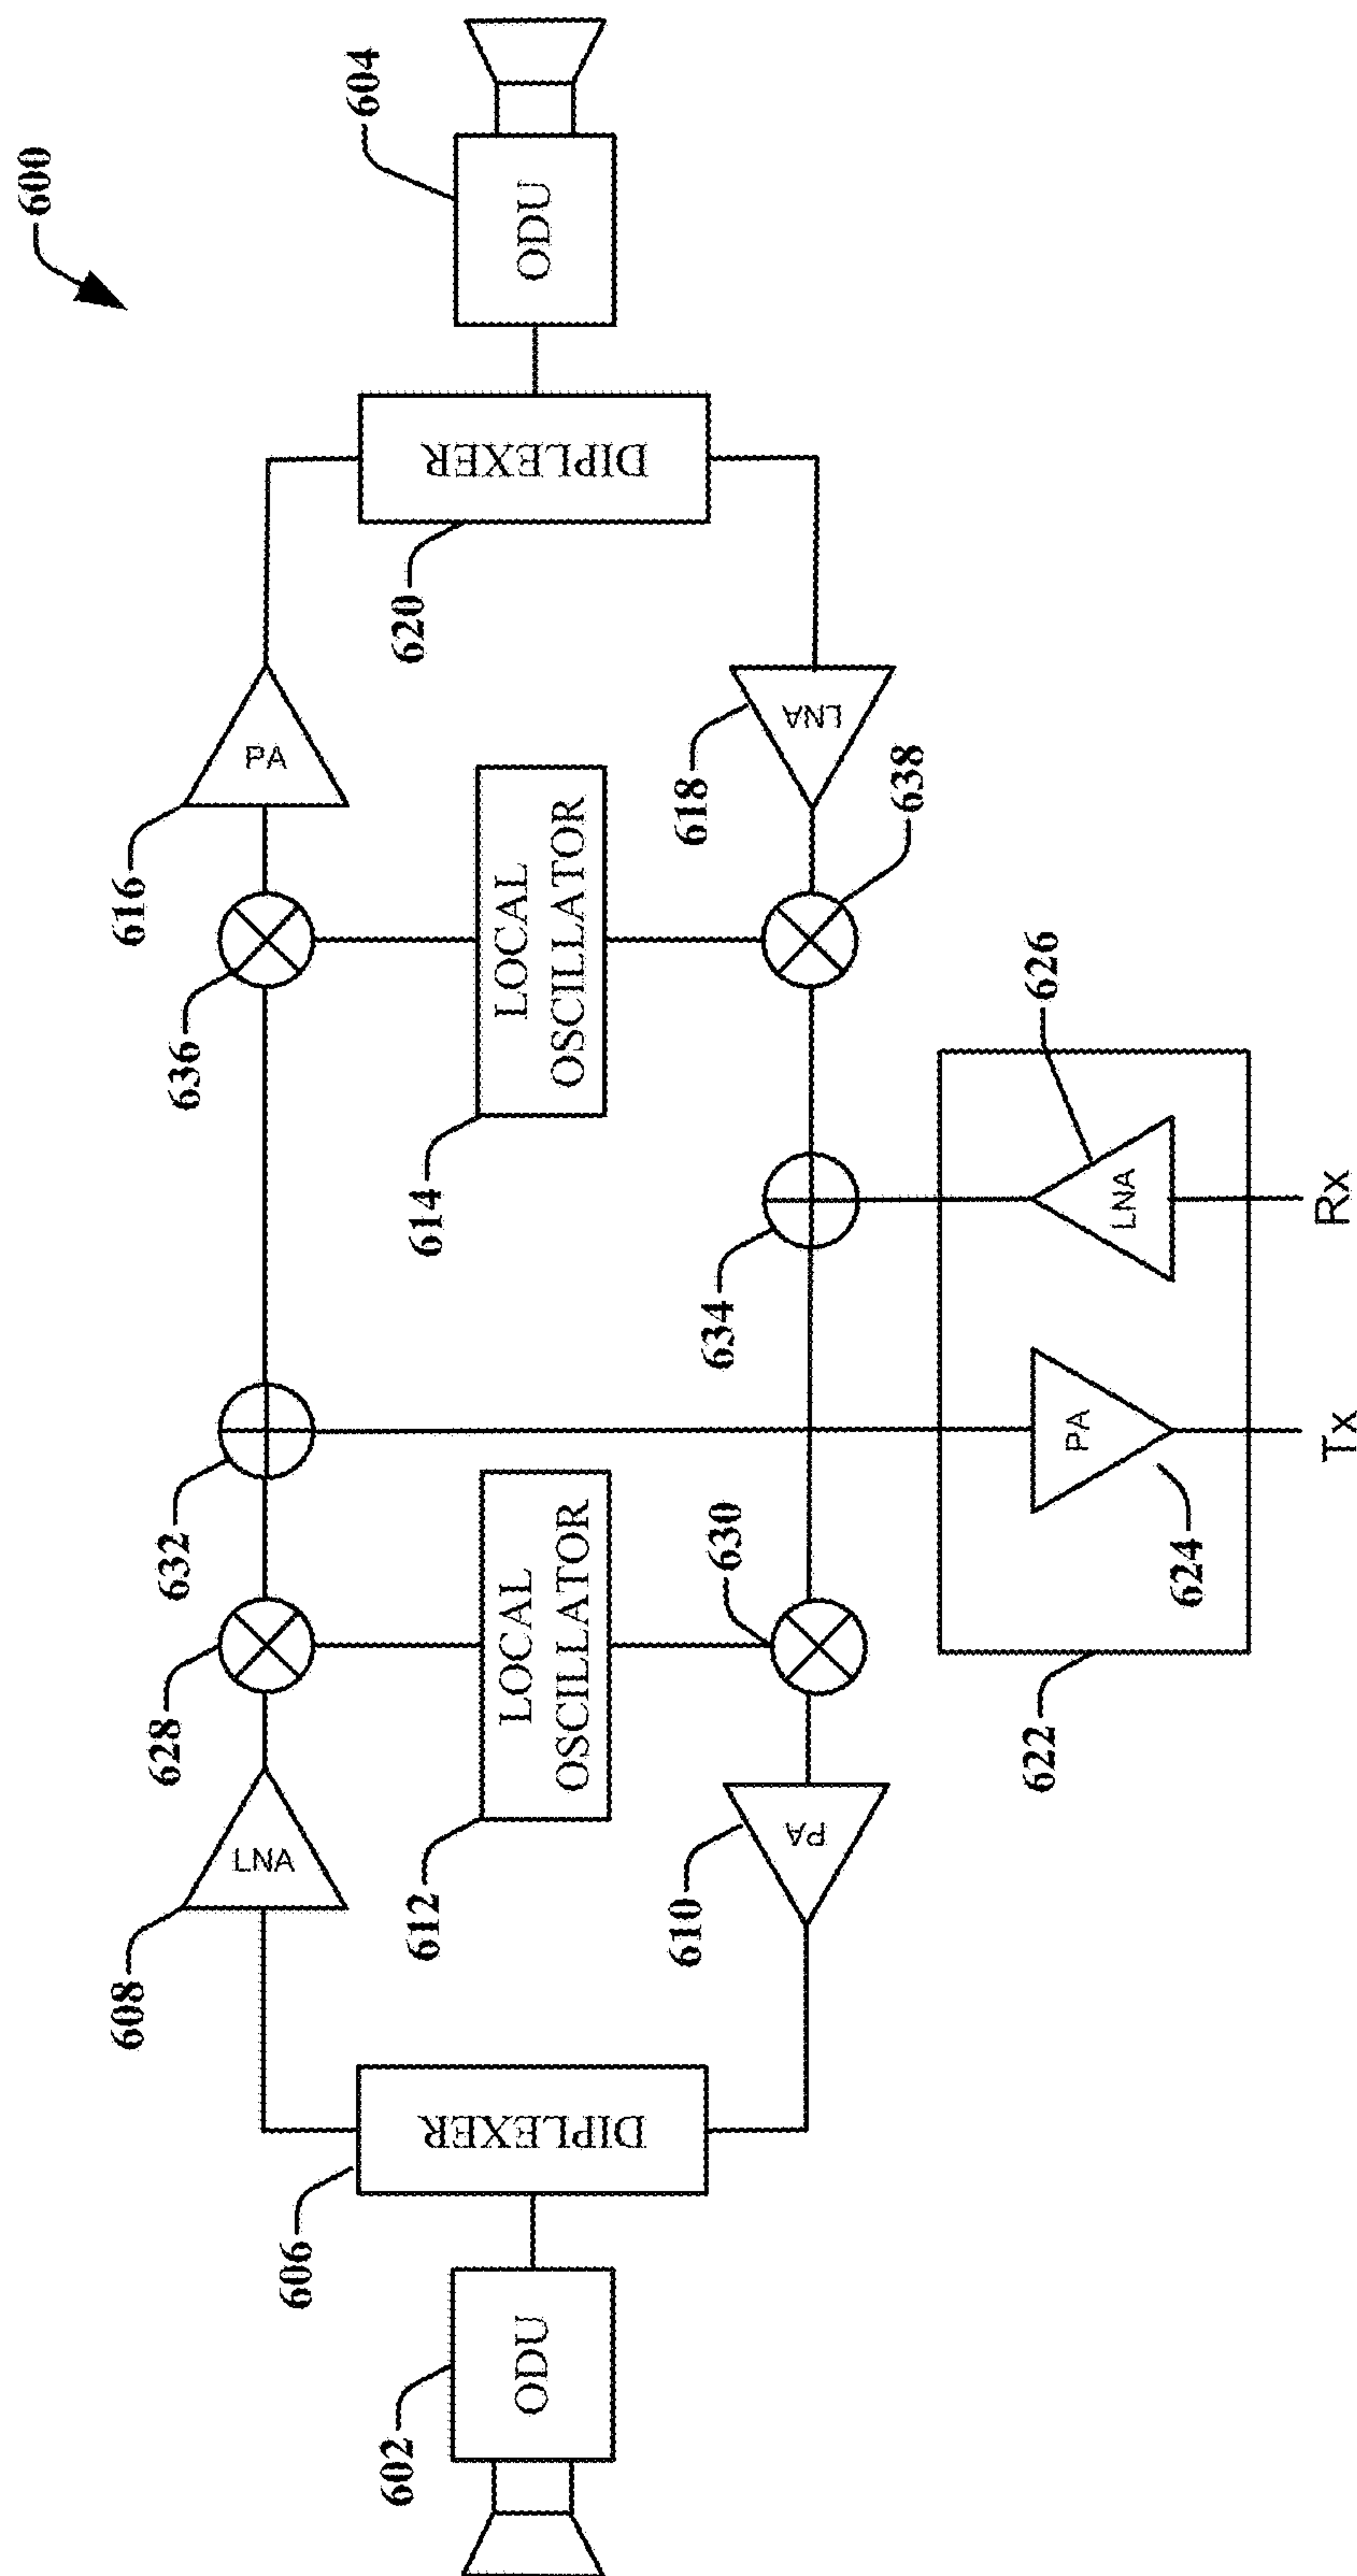 600
604
ODU
DIPLEXER
620
PA
616
LNA
618
636
638
LOCAL
OSCILLATOR
614
626
LNA
Rx
634
632
PA
Tx
624
622
628
630
LOCAL
OSCILLATOR
612
LNA
608
PA
610
DIPLEXER
606
ODU
602